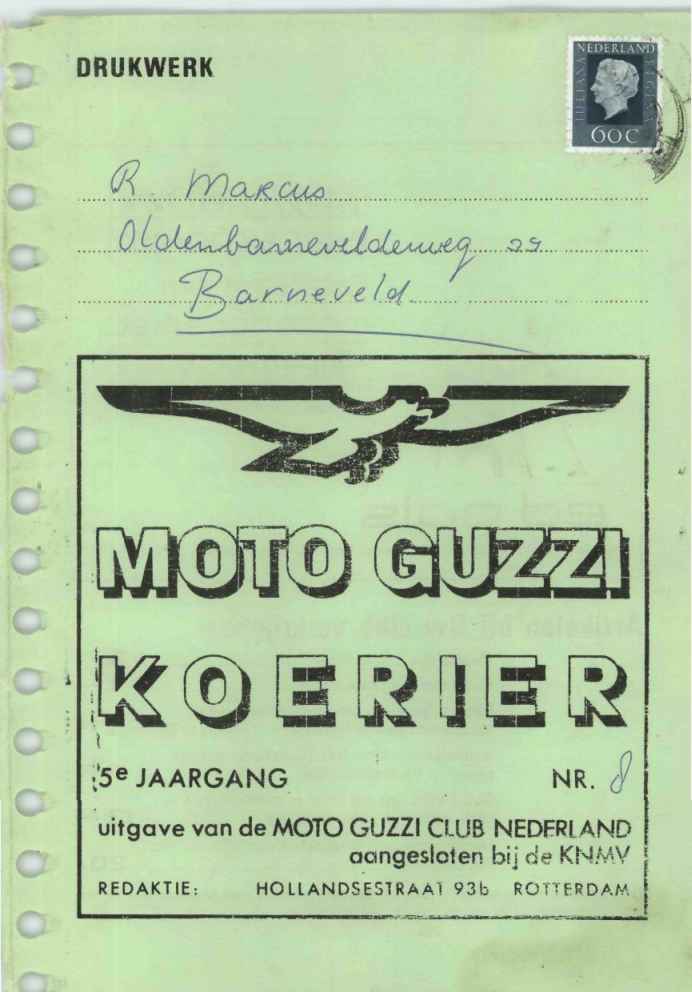 DRUKWERK
NEDERLAND
JULIANA REGINA
60C
R. Marcus
Oldenbarnevelderweg 29
Barneveld.
MOTO GUZZI
KOERIER
5e JAARGANG NR. 8
uitgave van de MOTO GUZZI CLUB NEDERLAND
aangesloten bij de KNMV
REDAKTIE: HOLLANDSESTRAAT 93b ROTTERDAM